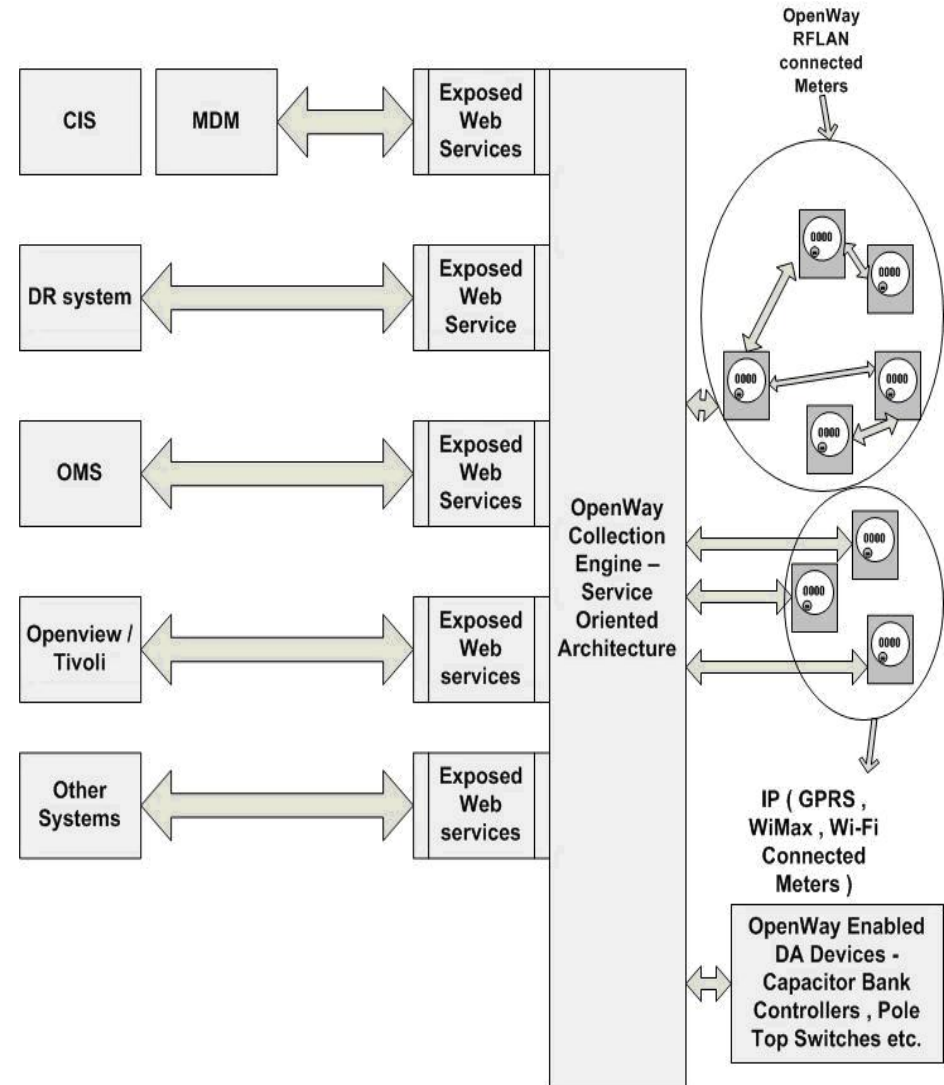 OpenWay
RFLAN
connected
Meters
CIS
MDM
Exposed
Web
Services
DR system
Exposed
Web
Service
OMS
Exposed
Web
Services
Openview /
Tivoli
Exposed
Web
services
Other
Systems
Exposed
Web
services
OpenWay
Collection
Engine –
Service
Oriented
Architecture
0000
0000
0000
0000
0000
0000
0000
0000
IP ( GPRS ,
WiMax , Wi-Fi
Connected
Meters )
OpenWay Enabled
DA Devices -
Capacitor Bank
Controllers , Pole
Top Switches etc.